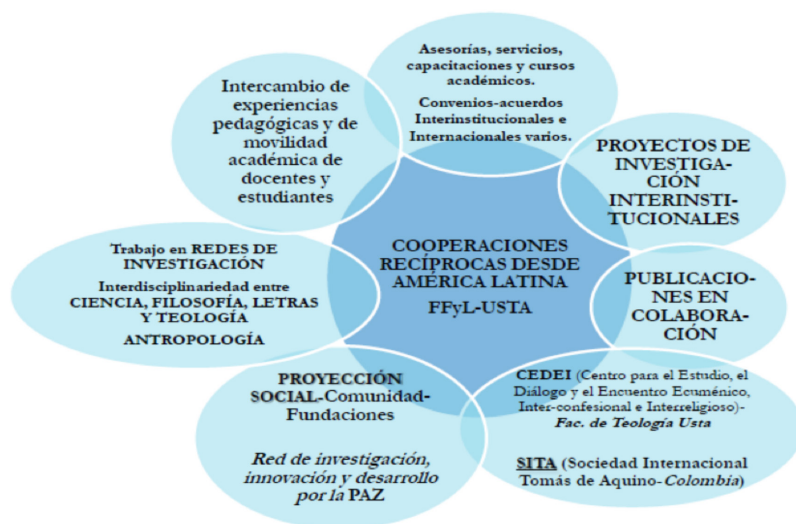 Asesorías, servicios,
capacitaciones y cursos
académicos.
Convenios-acuerdos
Interinstitucionales e
Internacionales varios.
Intercambio de
experiencias
pedagógicas y de
movilidad
académica de
docentes y
estudiantes
PROYECTOS DE
INVESTIGA-
CIÓN
INTERINSTI-
TUCIONALES
COOPERACIONES
RECÍPROCAS DESDE
AMÉRICA LATINA
FFyL-USTA
Trabajo en REDES DE
INVESTIGACIÓN
Interdisciplinariedad entre
CIENCIA, FILOSOFÍA, LETRAS
Y TEOLOGÍA
ANTROPOLOGÍA
PUBLICACIO-
NES EN
COLABORA-
CIÓN
PROYECCIÓN
SOCIAL-Comunidad-
Fundaciones
Red de investigación,
innovación y desarrollo
por la PAZ
CEDEI (Centro para el Estudio, el
Diálogo y el Encuentro Ecuménico,
Inter-confesional e Interreligioso)-
Fac. de Teología Usta
SITA (Sociedad Internacional
Tomás de Aquino-Colombia)